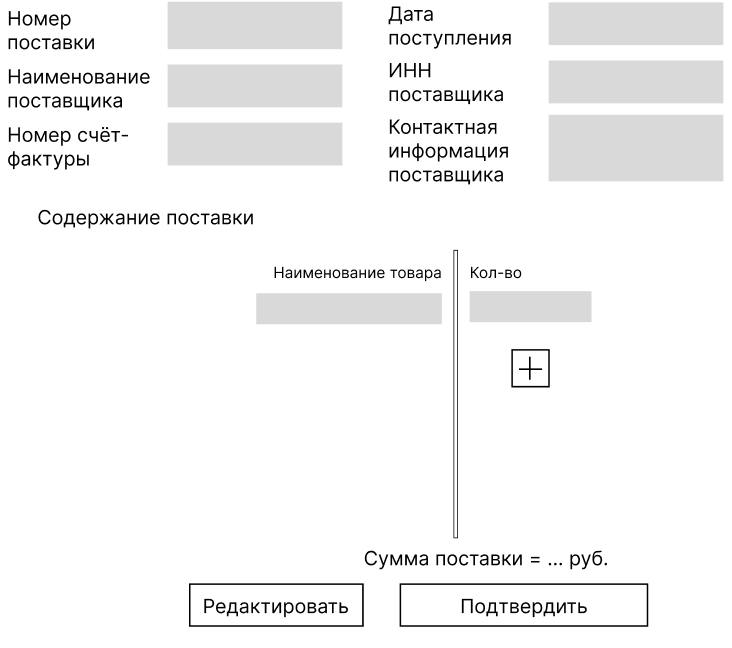 Номер
поставки
Дата
поступления
Наименование
поставщика
ИНН
поставщика
Номер счёт-
фактуры
Контактная
информация
поставщика
Содержание поставки
Наименование товара
Кол-во
Сумма поставки = ... руб.
Редактировать
Подтвердить